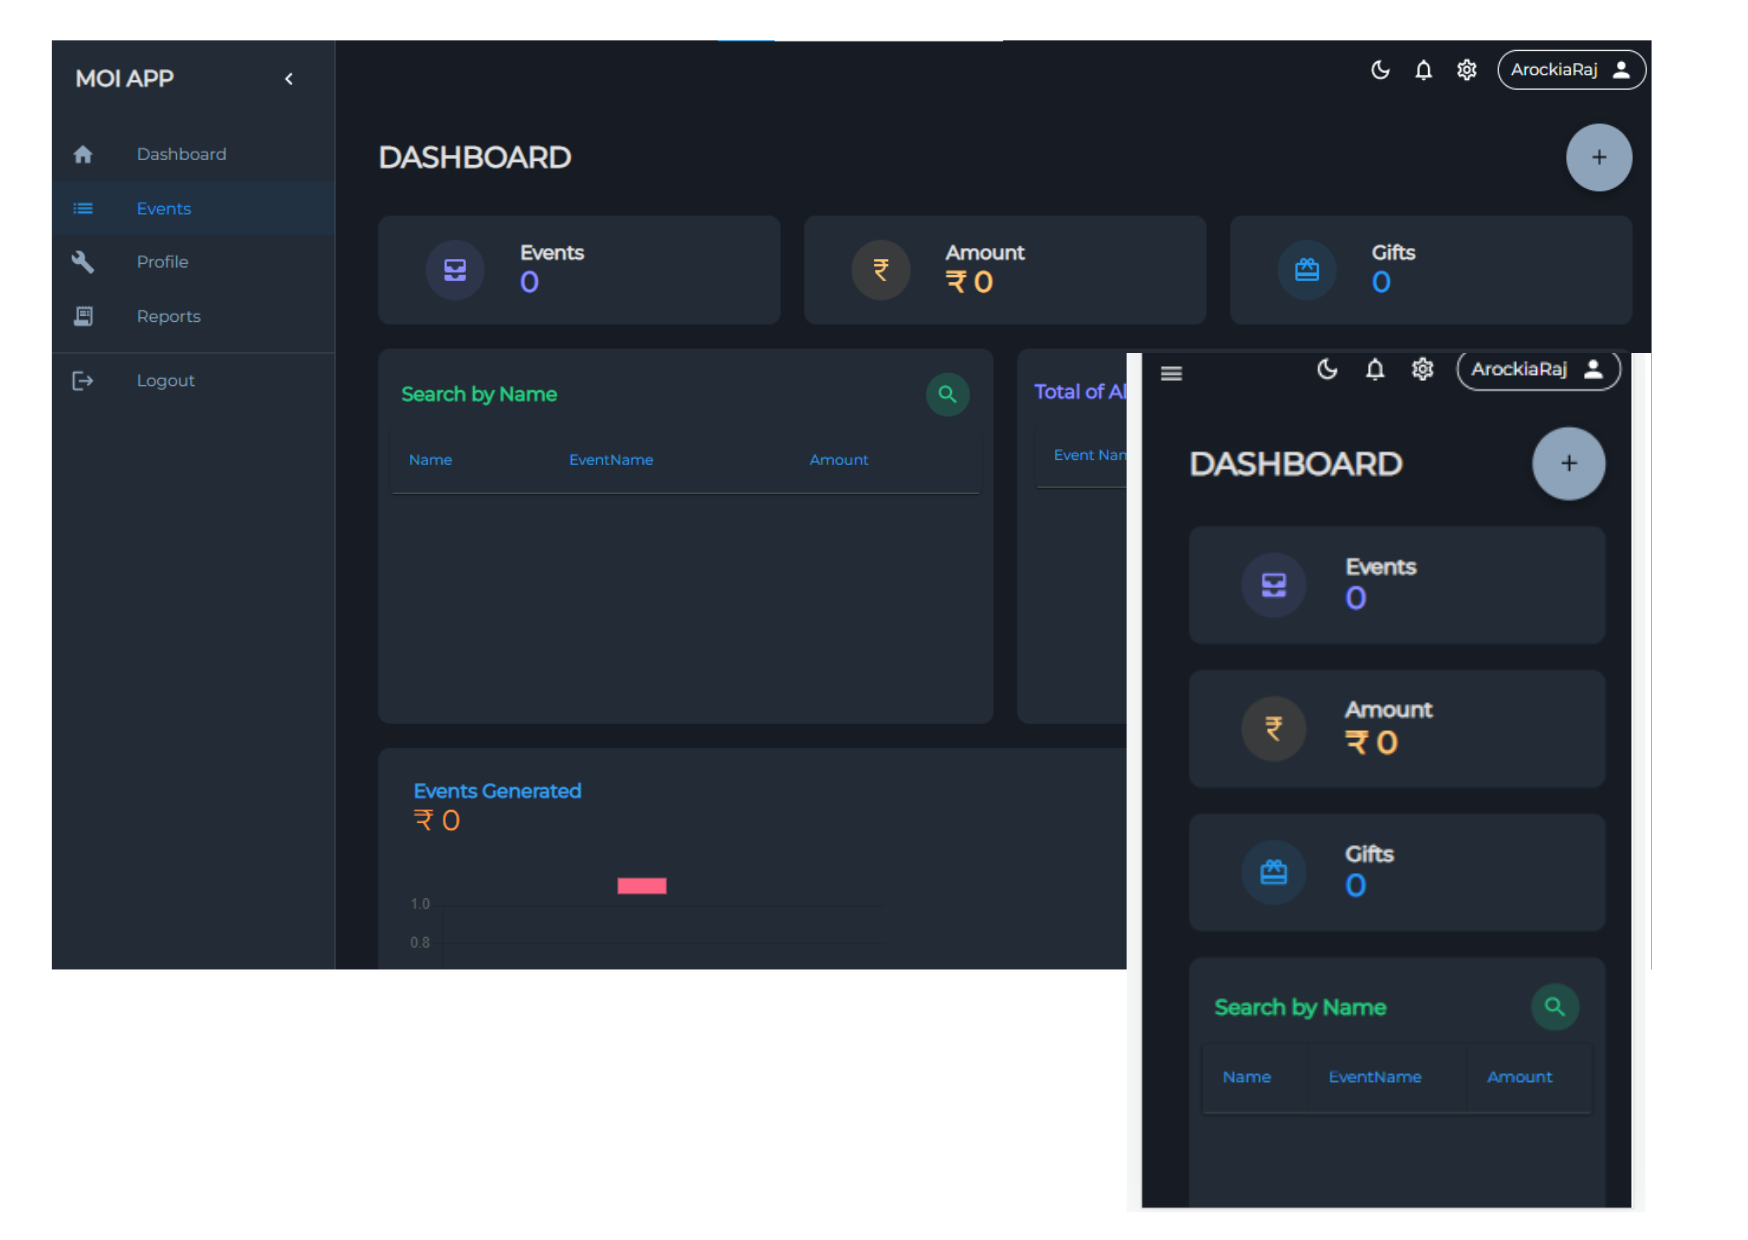 MOI APP
Dashboard
Events
Profile
Reports
Logout
ArockiaRaj
DASHBOARD
+
Events
0
Amount
₹ 0
Gifts
0
Search by Name
Name EventName Amount
Total of Al
Event Nam
Events Generated
₹ 0
1.0
0.8
ArockiaRaj
DASHBOARD
+
Events
0
Amount
₹ 0
Gifts
0
Search by Name
Name EventName Amount